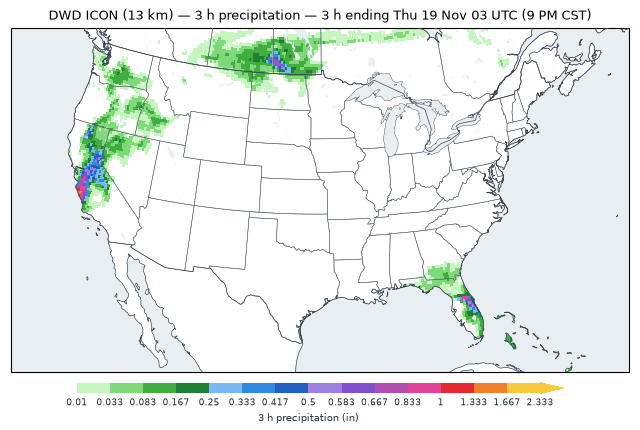 DWD ICON (13 km) — 3 h precipitation — 3 h ending Thu 19 Nov 03 UTC (9 PM CST)
0.01 0.033 0.083 0.167 0.25 0.333 0.417 0.5 0.583 0.667 0.833 1 1.333 1.667 2.333
3 h precipitation (in)